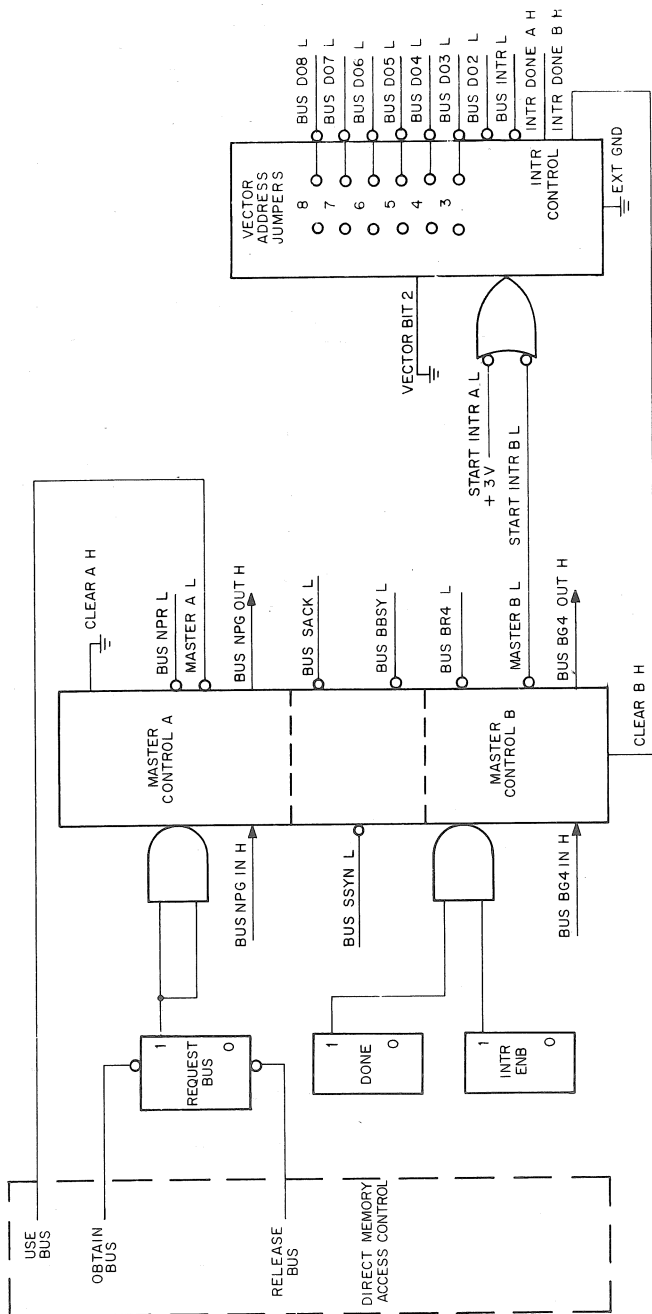 USE
BUS
OBTAIN
BUS
RELEASE
BUS
DIRECT MEMORY
ACCESS CONTROL
1
REQUEST
BUS
0
1
DONE
0
1
INTR
ENB
0
BUS NPG IN H
BUS SSYN L
BUS BG4 IN H
MASTER
CONTROL A
MASTER
CONTROL B
CLEAR A H
BUS NPR L
MASTER A L
BUS NPG OUT H
BUS SACK L
BUS BBSY L
BUS BR4 L
MASTER B L
BUS BG4 OUT H
CLEAR B H
START INTR A L
+ 3V
START INTR B L
VECTOR BIT 2
VECTOR
ADDRESS
JUMPERS
8
7
6
5
4
3
INTR
CONTROL
EXT GND
BUS D08 L
BUS D07 L
BUS D06 L
BUS D05 L
BUS D04 L
BUS D03 L
BUS D02 L
BUS INTR L
INTR DONE A H
INTR DONE B H